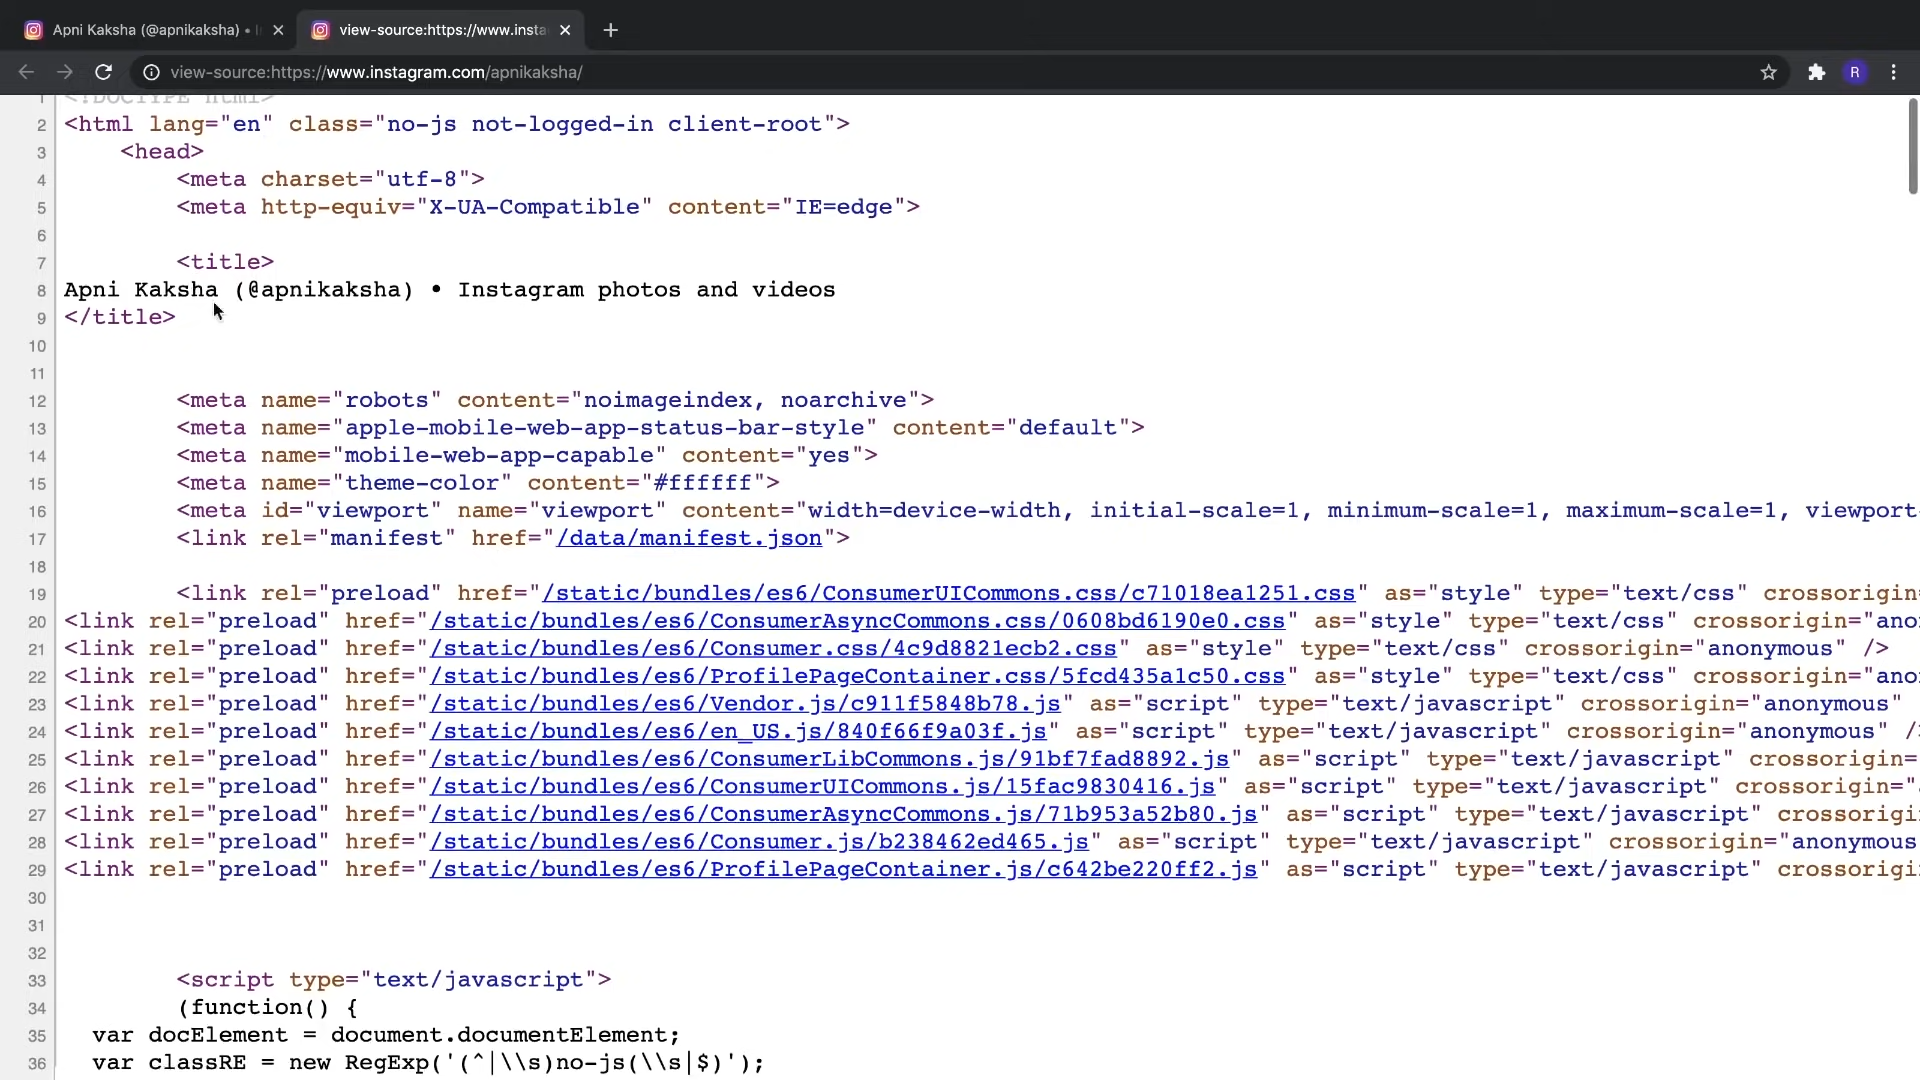 Apni Kaksha (@apnikaksha) •
view-source:https://www.insta
view-source:https://www.instagram.com/apnikaksha/
R
1 <!DOCTYPE html>
2 <html lang="en" class="no-js not-logged-in client-root">
3 <head>
4 <meta charset="utf-8">
5 <meta http-equiv="X-UA-Compatible" content="IE=edge">
6
7 <title>
8 Apni Kaksha (@apnikaksha) • Instagram photos and videos
9 </title>
10
11
12 <meta name="robots" content="noimageindex, noarchive">
13 <meta name="apple-mobile-web-app-status-bar-style" content="default">
14 <meta name="mobile-web-app-capable" content="yes">
15 <meta name="theme-color" content="#ffffff">
16 <meta id="viewport" name="viewport" content="width=device-width, initial-scale=1, minimum-scale=1, maximum-scale=1, viewport-
17 <link rel="manifest" href="/data/manifest.json">
18
19 <link rel="preload" href="/static/bundles/es6/ConsumerUICommons.css/c71018ea1251.css" as="style" type="text/css" crossorigin=
20 <link rel="preload" href="/static/bundles/es6/ConsumerAsyncCommons.css/0608bd6190e0.css" as="style" type="text/css" crossorigin="ano
21 <link rel="preload" href="/static/bundles/es6/Consumer.css/4c9d8821ecb2.css" as="style" type="text/css" crossorigin="anonymous" />
22 <link rel="preload" href="/static/bundles/es6/ProfilePageContainer.css/5fcd435a1c50.css" as="style" type="text/css" crossorigin="ano
23 <link rel="preload" href="/static/bundles/es6/Vendor.js/c911f5848b78.js" as="script" type="text/javascript" crossorigin="anonymous"
24 <link rel="preload" href="/static/bundles/es6/en_US.js/840f66f9a03f.js" as="script" type="text/javascript" crossorigin="anonymous" />
25 <link rel="preload" href="/static/bundles/es6/ConsumerLibCommons.js/91bf7fad8892.js" as="script" type="text/javascript" crossorigin=
26 <link rel="preload" href="/static/bundles/es6/ConsumerUICommons.js/15fac9830416.js" as="script" type="text/javascript" crossorigin="
27 <link rel="preload" href="/static/bundles/es6/ConsumerAsyncCommons.js/71b953a52b80.js" as="script" type="text/javascript" crossorigi
28 <link rel="preload" href="/static/bundles/es6/Consumer.js/b238462ed465.js" as="script" type="text/javascript" crossorigin="anonymous
29 <link rel="preload" href="/static/bundles/es6/ProfilePageContainer.js/c642be220ff2.js" as="script" type="text/javascript" crossorigi
30
31
32
33 <script type="text/javascript">
34 (function() {
35 var docElement = document.documentElement;
36 var classRE = new RegExp('(^|\\s)no-js(\\s|$)');